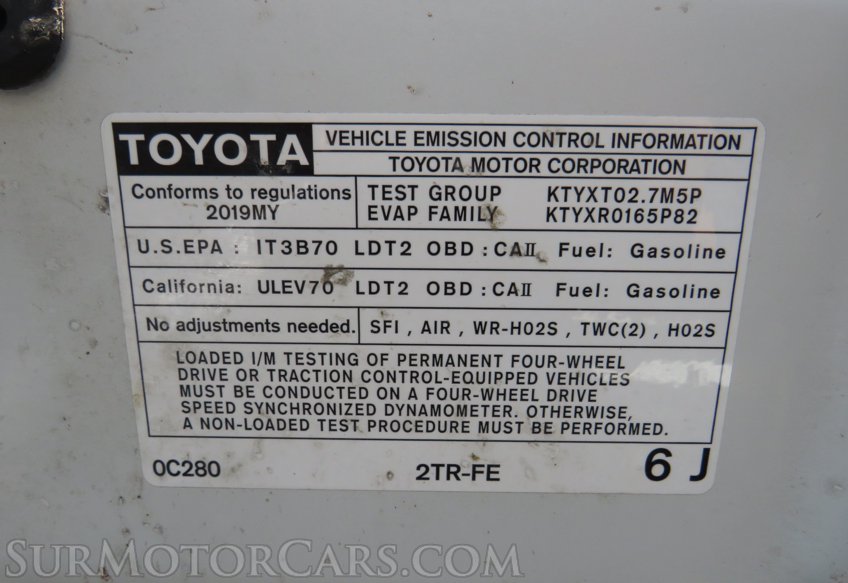 TOYOTA
VEHICLE EMISSION CONTROL INFORMATION
TOYOTA MOTOR CORPORATION
Conforms to regulations
2019MY
TEST GROUP KTYXT02.7M5P
EVAP FAMILY KTYXR0165P82
U.S.EPA : IT3B70 LDT2 OBD : CAⅡ Fuel: Gasoline
California: ULEV70 LDT2 OBD : CAⅡ Fuel: Gasoline
No adjustments needed.
SFI , AIR , WR-HO2S , TWC(2) , HO2S
LOADED I/M TESTING OF PERMANENT FOUR-WHEEL
DRIVE OR TRACTION CONTROL-EQUIPPED VEHICLES
MUST BE CONDUCTED ON A FOUR-WHEEL DRIVE
SPEED SYNCHRONIZED DYNAMOMETER. OTHERWISE,
A NON-LOADED TEST PROCEDURE MUST BE PERFORMED.
0C280 2TR-FE 6 J
SurMotorCars.com